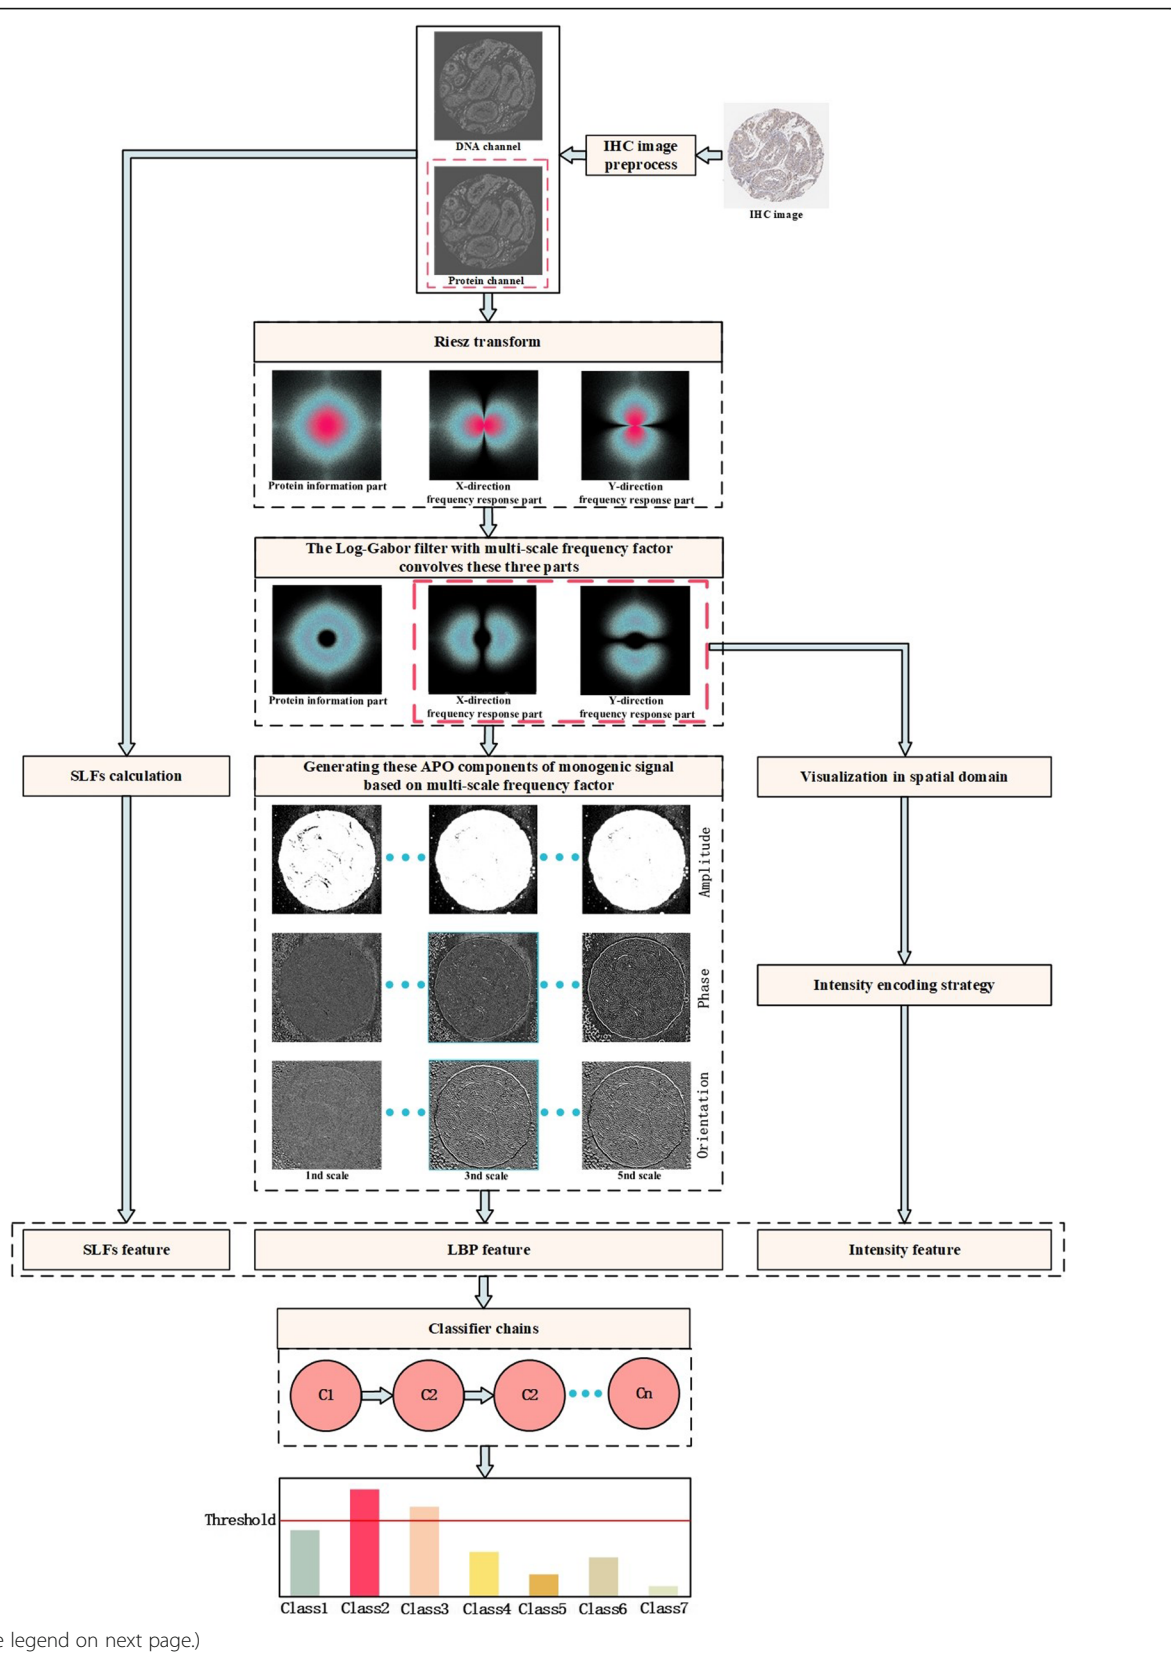 DNA channel
IHC image
preprocess
IHC image
Protein channel
Riesz transform
Protein information part
X-direction
frequency response part
Y-direction
frequency response part
The Log-Gabor filter with multi-scale frequency factor
convolves these three parts
Protein information part
X-direction
frequency response part
Y-direction
frequency response part
SLFs calculation
Generating these APO components of monogenic signal
based on multi-scale frequency factor
Visualization in spatial domain
Amplitude
Phase
Intensity encoding strategy
Orientation
1nd scale
3nd scale
5nd scale
SLFs feature
LBP feature
Intensity feature
Classifier chains
C1
C2
C2
Cn
Threshold
Class1
Class2
Class3
Class4
Class5
Class6
Class7
e legend on next page.)